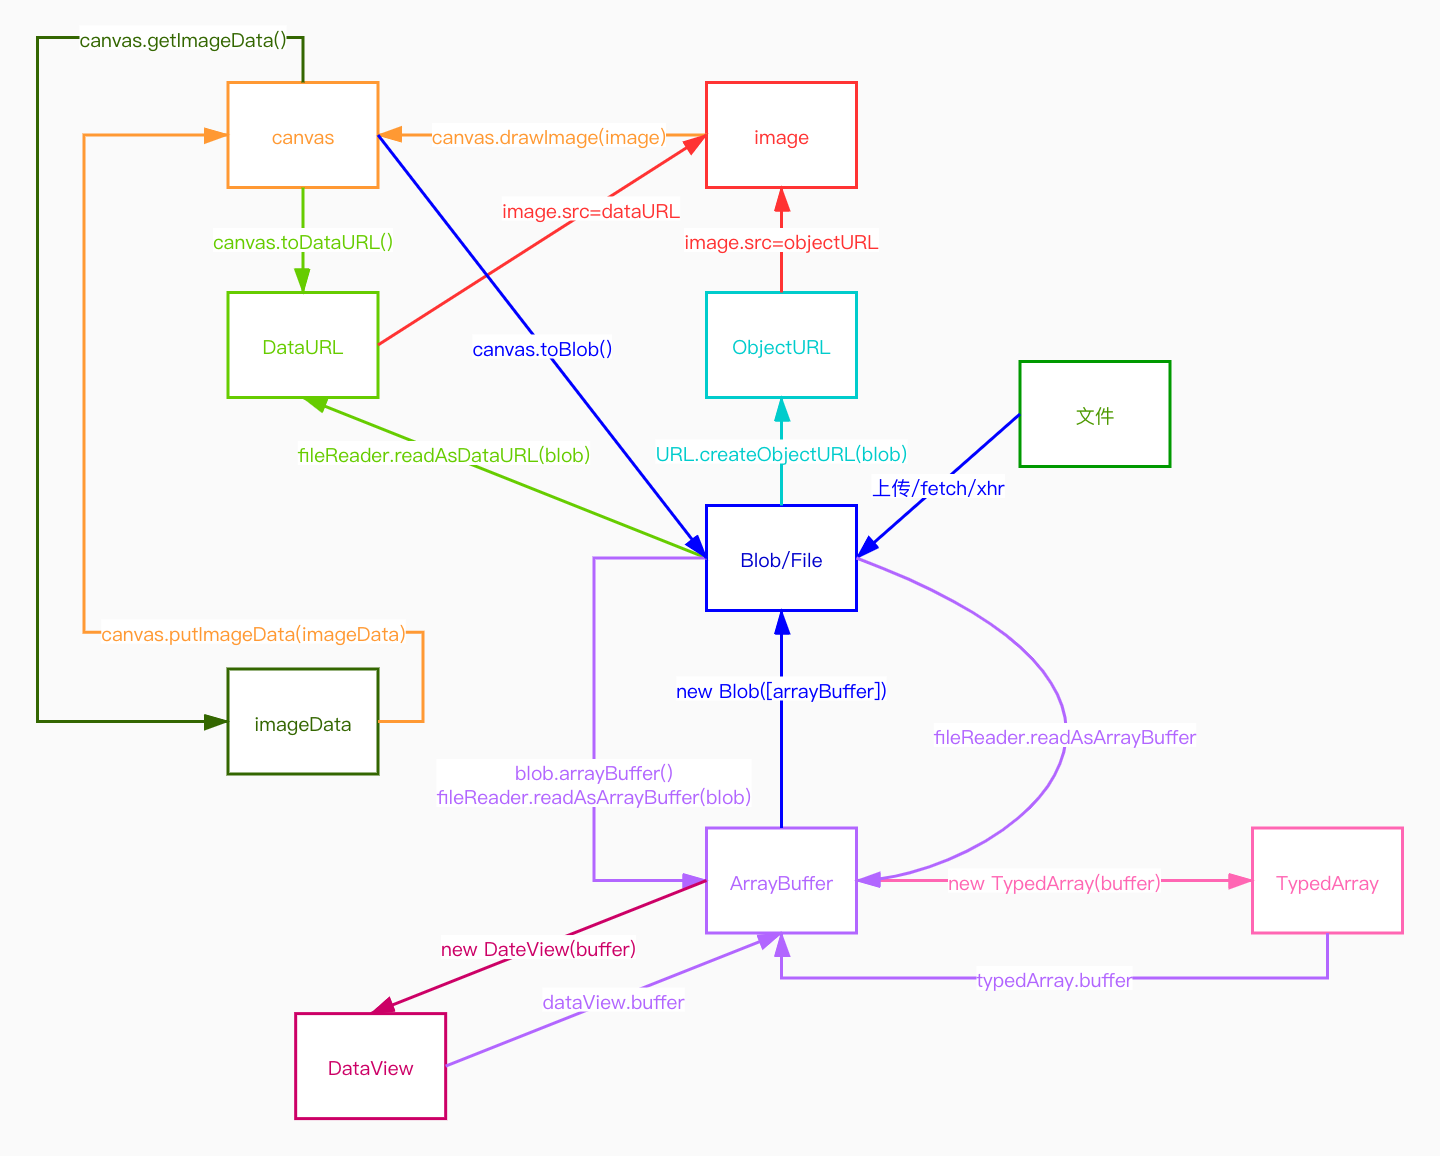 canvas.getImageData()
canvas
canvas.drawImage(image)
image
image.src=dataURL
canvas.toDataURL()
image.src=objectURL
DataURL
canvas.toBlob()
ObjectURL
文件
fileReader.readAsDataURL(blob)
URL.createObjectURL(blob)
上传/fetch/xhr
Blob/File
canvas.putImageData(imageData)
new Blob([arrayBuffer])
imageData
fileReader.readAsArrayBuffer
blob.arrayBuffer()
fileReader.readAsArrayBuffer(blob)
ArrayBuffer
new TypedArray(buffer)
TypedArray
new DateView(buffer)
typedArray.buffer
dataView.buffer
DataView